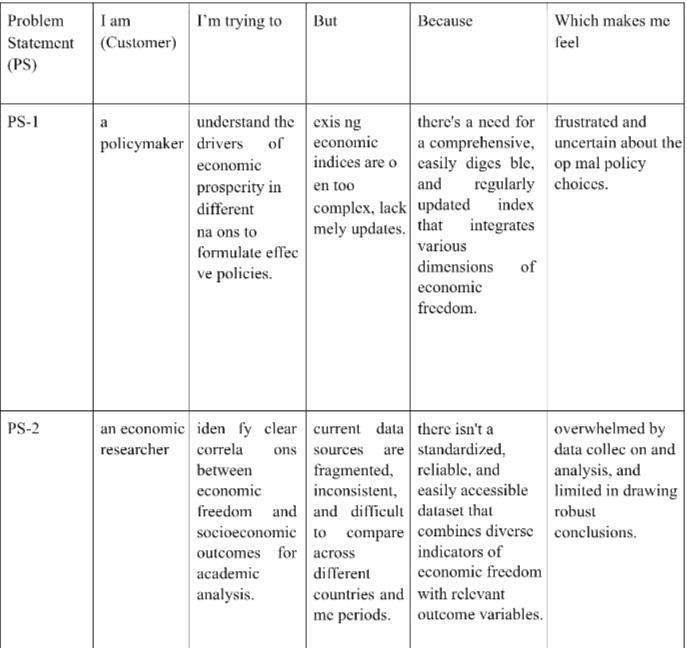 Problem
Statement
(PS)
I am
(Customer)
I'm trying to
But
Because
Which makes me
feel
PS-1
a
policymaker
understand the
drivers of
economic
prosperity in
different
na ons to
formulate effec
ve policies.
exis ng
economic
indices are o
en too
complex, lack
mely updates.
there's a need for
a comprehensive,
easily diges ble,
and regularly
updated index
that integrates
various
dimensions of
economic
freedom.
frustrated and
uncertain about the
op mal policy
choices.
PS-2
an economic
researcher
iden fy clear
correla ons
between
economic
freedom and
socioeconomic
outcomes for
academic
analysis.
current data
sources are
fragmented,
inconsistent,
and difficult
to compare
across
different
countries and
me periods.
there isn't a
standardized,
reliable, and
easily accessible
dataset that
combines diverse
indicators of
economic freedom
with relevant
outcome variables.
overwhelmed by
data collec on and
analysis, and
limited in drawing
robust
conclusions.